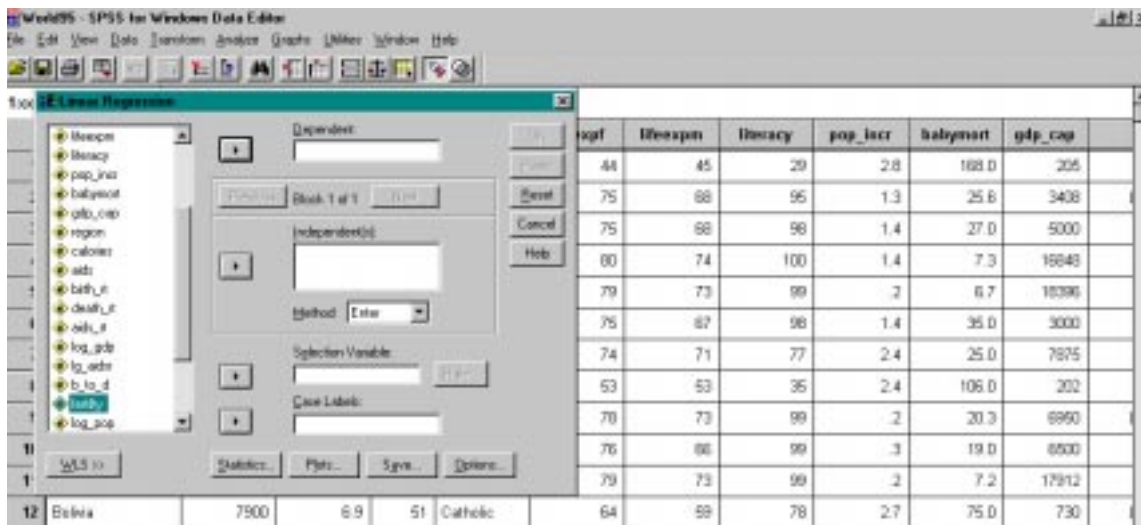 World95 - SPSS for Windows Data Editor
File Edit View Data Transform Analyze Graphs Utilities Window Help
Linear Regression
lifeexpm
literacy
pop_incr
babymort
gdp_cap
region
calories
aids
birth_rt
death_rt
aids_rt
log_gdp
lg_aidsr
b_to_d
fertilty
log_pop
Dependent:
Previous Block 1 of 1 Next
Independent(s):
Method: Enter
Selection Variable:
Case Labels:
Reset
Cancel
Help
WLS >>
Statistics... Plots... Save... Options...
expf lifeexpm literacy pop_incr babymort gdp_cap
44 45 29 2.8 168.0 205
75 68 95 1.3 25.6 3408
75 68 98 1.4 27.0 5000
80 74 100 1.4 7.3 16848
79 73 99 .2 6.7 18396
75 67 98 1.4 35.0 3000
74 71 77 2.4 25.0 7875
53 53 35 2.4 106.0 202
78 73 99 .2 20.3 6950
76 66 99 .3 19.0 6500
79 73 99 .2 7.2 17912
12 Bolivia 7900 6.9 51 Catholic 64 59 78 2.7 75.0 730